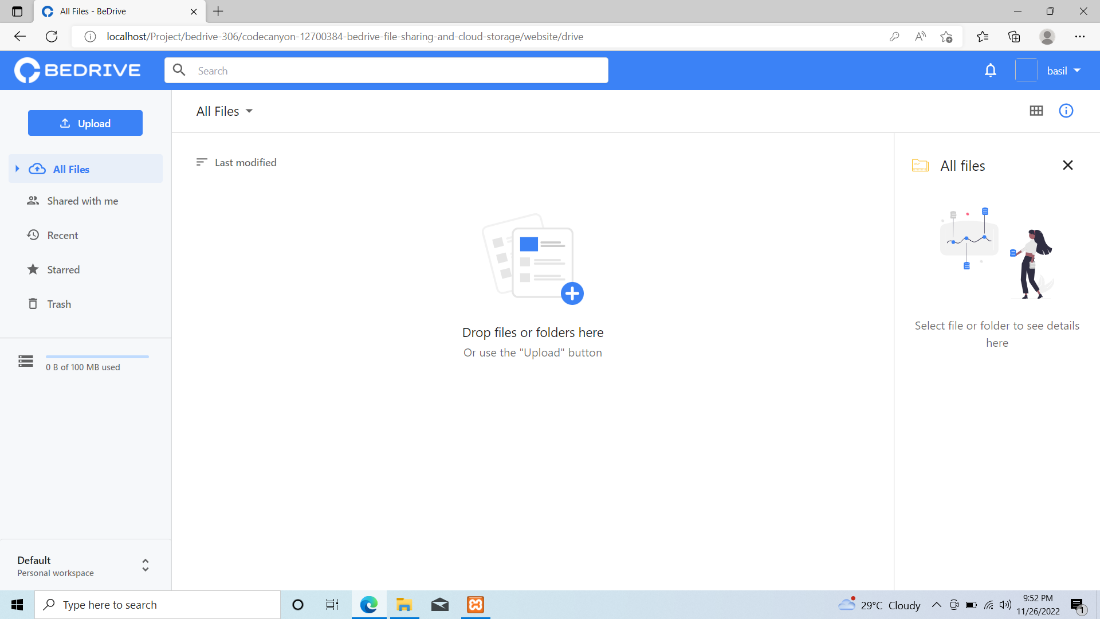 All Files - BeDrive
localhost/Project/bedrive-306/codecanyon-12700384-bedrive-file-sharing-and-cloud-storage/website/drive
BEDRIVE
Search
basil
Upload
All Files
Shared with me
Recent
Starred
Trash
0 B of 100 MB used
Default
Personal workspace
All Files
Last modified
Drop files or folders here
Or use the "Upload" button
All files
Select file or folder to see details
here
Type here to search
29°C Cloudy
9:52 PM
11/26/2022
1